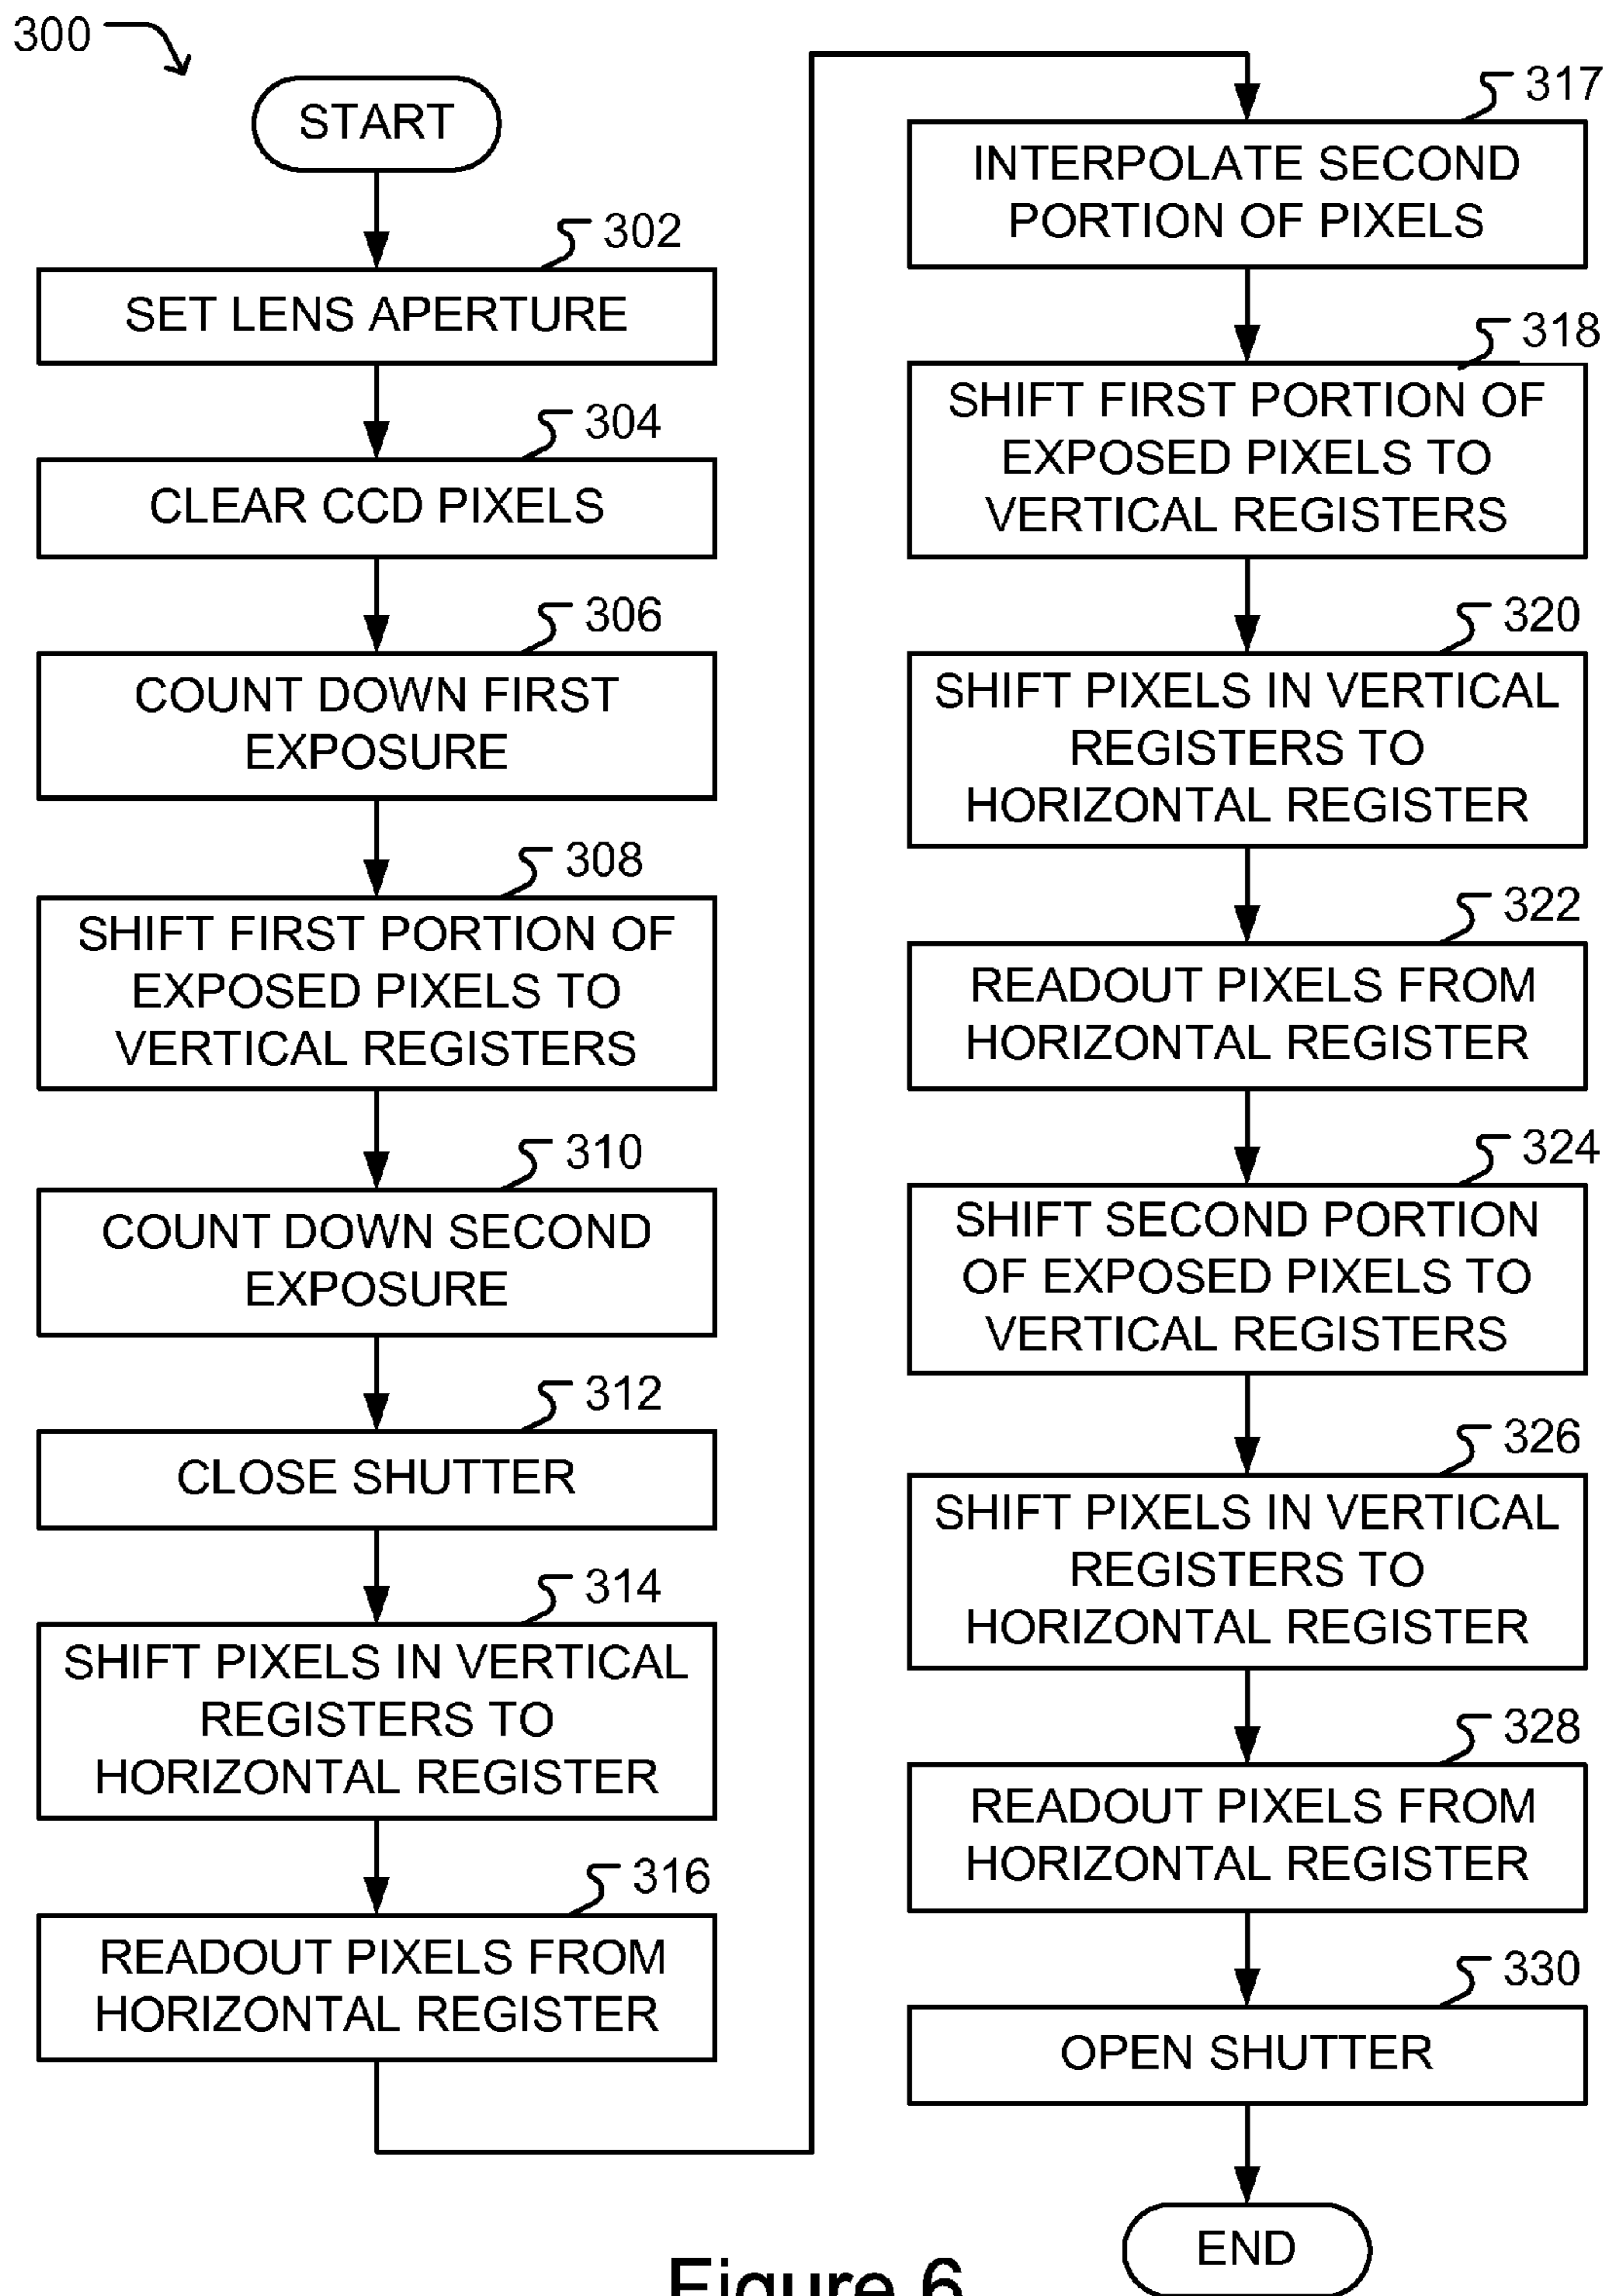 300
START
302
SET LENS APERTURE
304
CLEAR CCD PIXELS
306
COUNT DOWN FIRST
EXPOSURE
308
SHIFT FIRST PORTION OF
EXPOSED PIXELS TO
VERTICAL REGISTERS
310
COUNT DOWN SECOND
EXPOSURE
312
CLOSE SHUTTER
314
SHIFT PIXELS IN VERTICAL
REGISTERS TO
HORIZONTAL REGISTER
316
READOUT PIXELS FROM
HORIZONTAL REGISTER
317
INTERPOLATE SECOND
PORTION OF PIXELS
318
SHIFT FIRST PORTION OF
EXPOSED PIXELS TO
VERTICAL REGISTERS
320
SHIFT PIXELS IN VERTICAL
REGISTERS TO
HORIZONTAL REGISTER
322
READOUT PIXELS FROM
HORIZONTAL REGISTER
324
SHIFT SECOND PORTION
OF EXPOSED PIXELS TO
VERTICAL REGISTERS
326
SHIFT PIXELS IN VERTICAL
REGISTERS TO
HORIZONTAL REGISTER
328
READOUT PIXELS FROM
HORIZONTAL REGISTER
330
OPEN SHUTTER
END
Figure 6